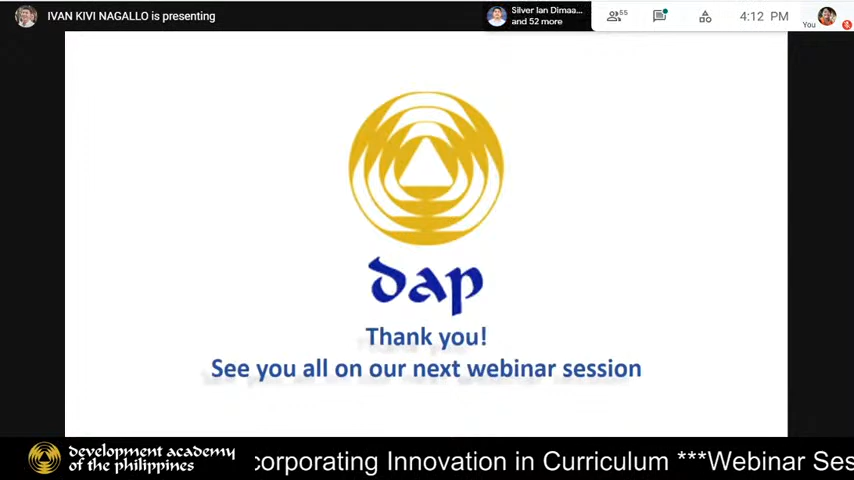 IVAN KIVI NAGALLO is presenting
Silver Ian Dimaa...
and 52 more
55
4:12 PM
You
dap
Thank you!
See you all on our next webinar session
development academy
of the philippines
corporating Innovation in Curriculum ***Webinar Ses